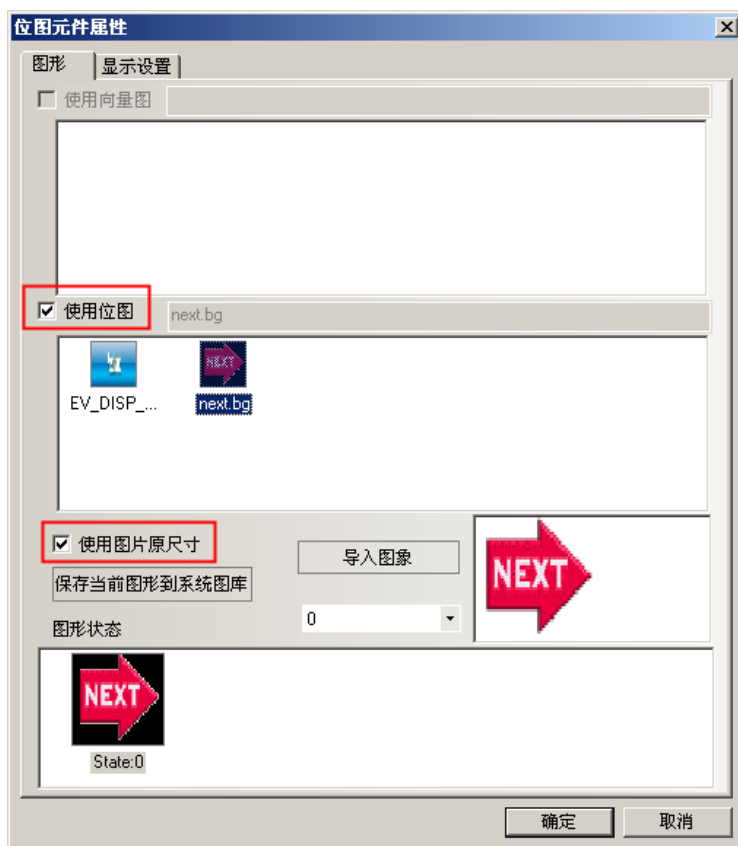 位图元件属性
图形
显示设置
使用向量图
使用位图
next.bg
NEXT
EV_DISP_...
next.bg
使用图片原尺寸
导入图象
NEXT
保存当前图形到系统图库
图形状态
0
NEXT
State:0
确定
取消